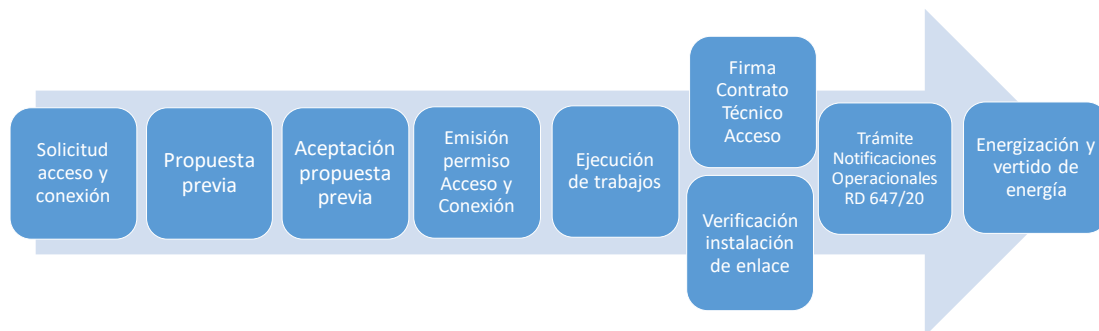 Solicitud
acceso y
conexión
Propuesta
previa
Aceptación
propuesta
previa
Emisión
permiso
Acceso y
Conexión
Ejecución
de trabajos
Firma
Contrato
Técnico
Acceso
Verificación
instalación
de enlace
Trámite
Notificaciones
Operacionales
RD 647/20
Energización y
vertido de
energía